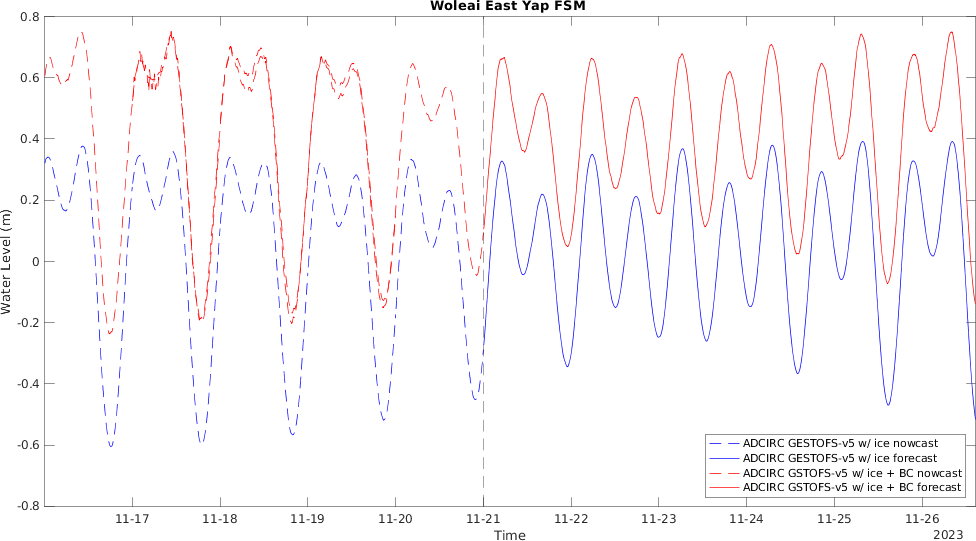 Woleai East Yap FSM
0.8
0.6
0.4
0.2
0
-0.2
-0.4
-0.6
-0.8
Water Level (m)
11-17 11-18 11-19 11-20 11-21 11-22 11-23 11-24 11-25 11-26
Time
2023
ADCIRC GESTOFS-v5 w/ ice nowcast
ADCIRC GESTOFS-v5 w/ ice forecast
ADCIRC GSTOFS-v5 w/ ice + BC nowcast
ADCIRC GSTOFS-v5 w/ ice + BC forecast